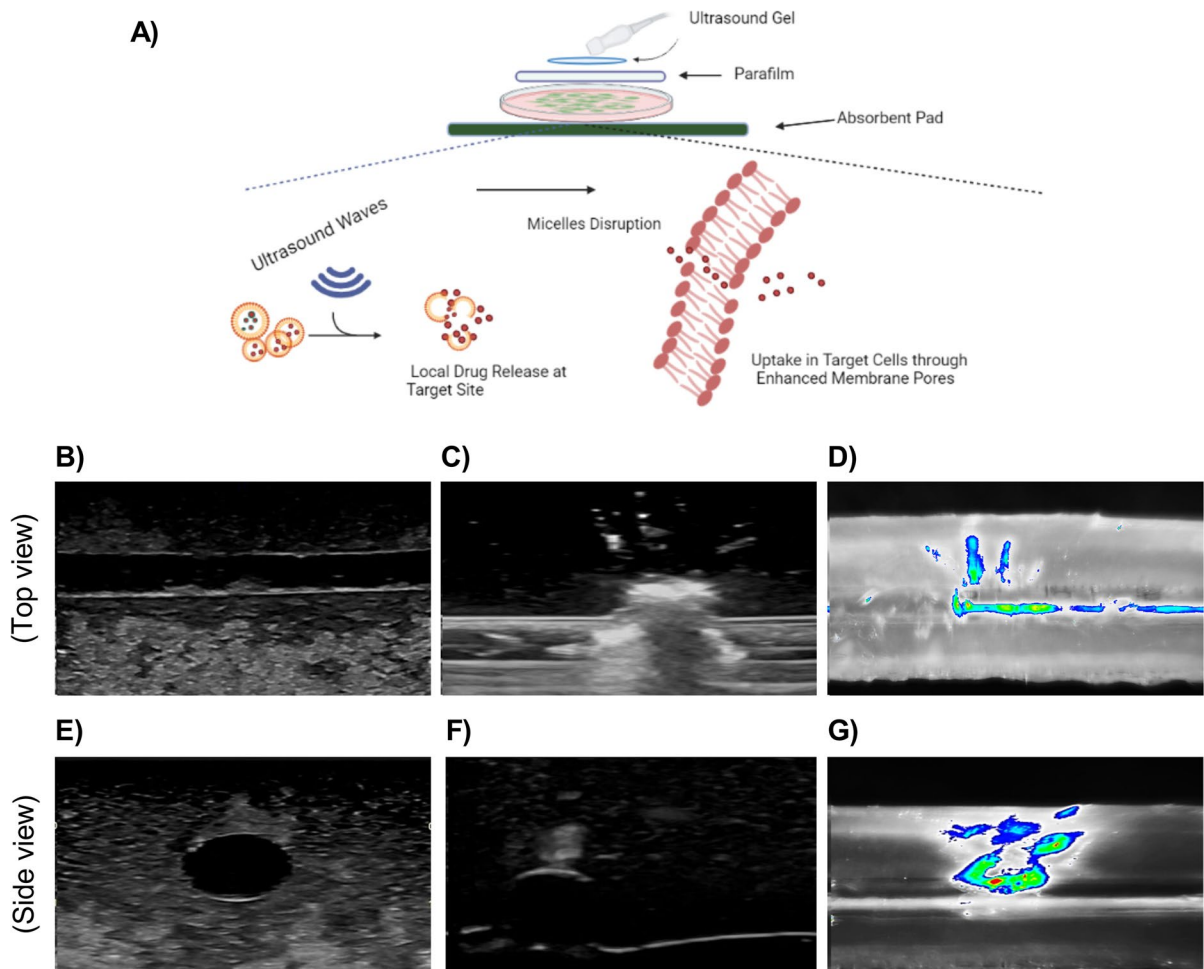 A)
Ultrasound Gel
Parafilm
Absorbent Pad
Ultrasound Waves
Micelles Disruption
Local Drug Release at
Target Site
Uptake in Target Cells through
Enhanced Membrane Pores
B)
C)
D)
(Top view)
E)
F)
G)
(Side view)